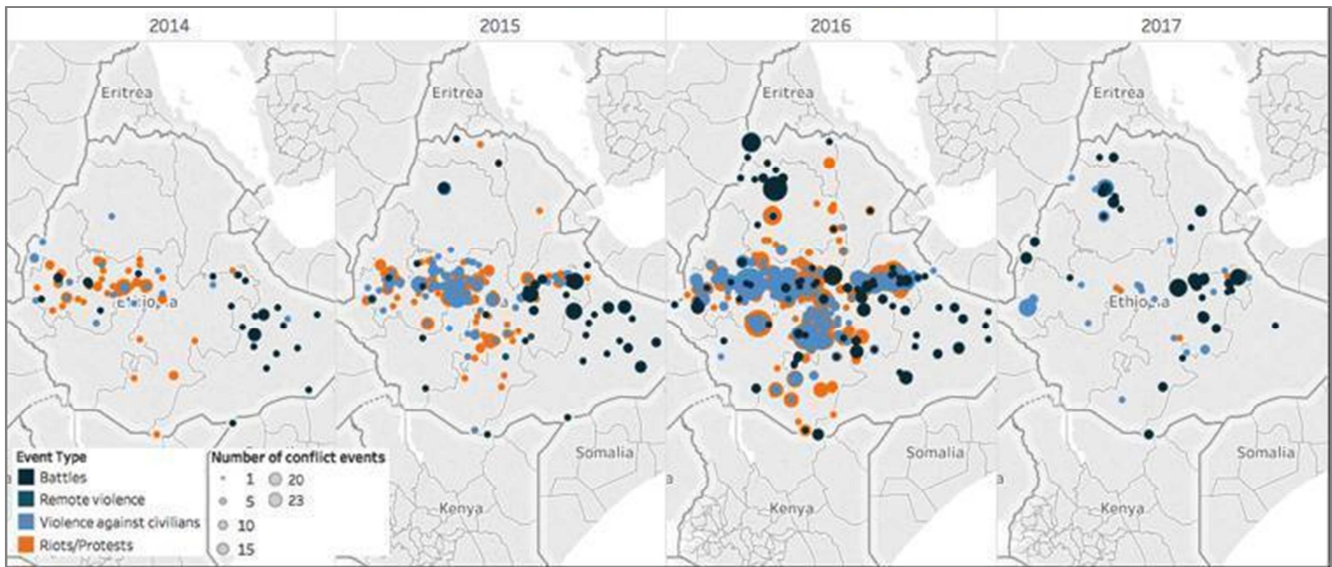 2014
2015
2016
2017
Eritrea
Eritrea
Eritrea
Eritrea
Ethiopia
Somalia
Somalia
Somalia
Kenya
Kenya
Kenya
Event Type
Battles
Remote violence
Violence against civilians
Riots/Protests
Number of conflict events
1
5
10
15
20
23